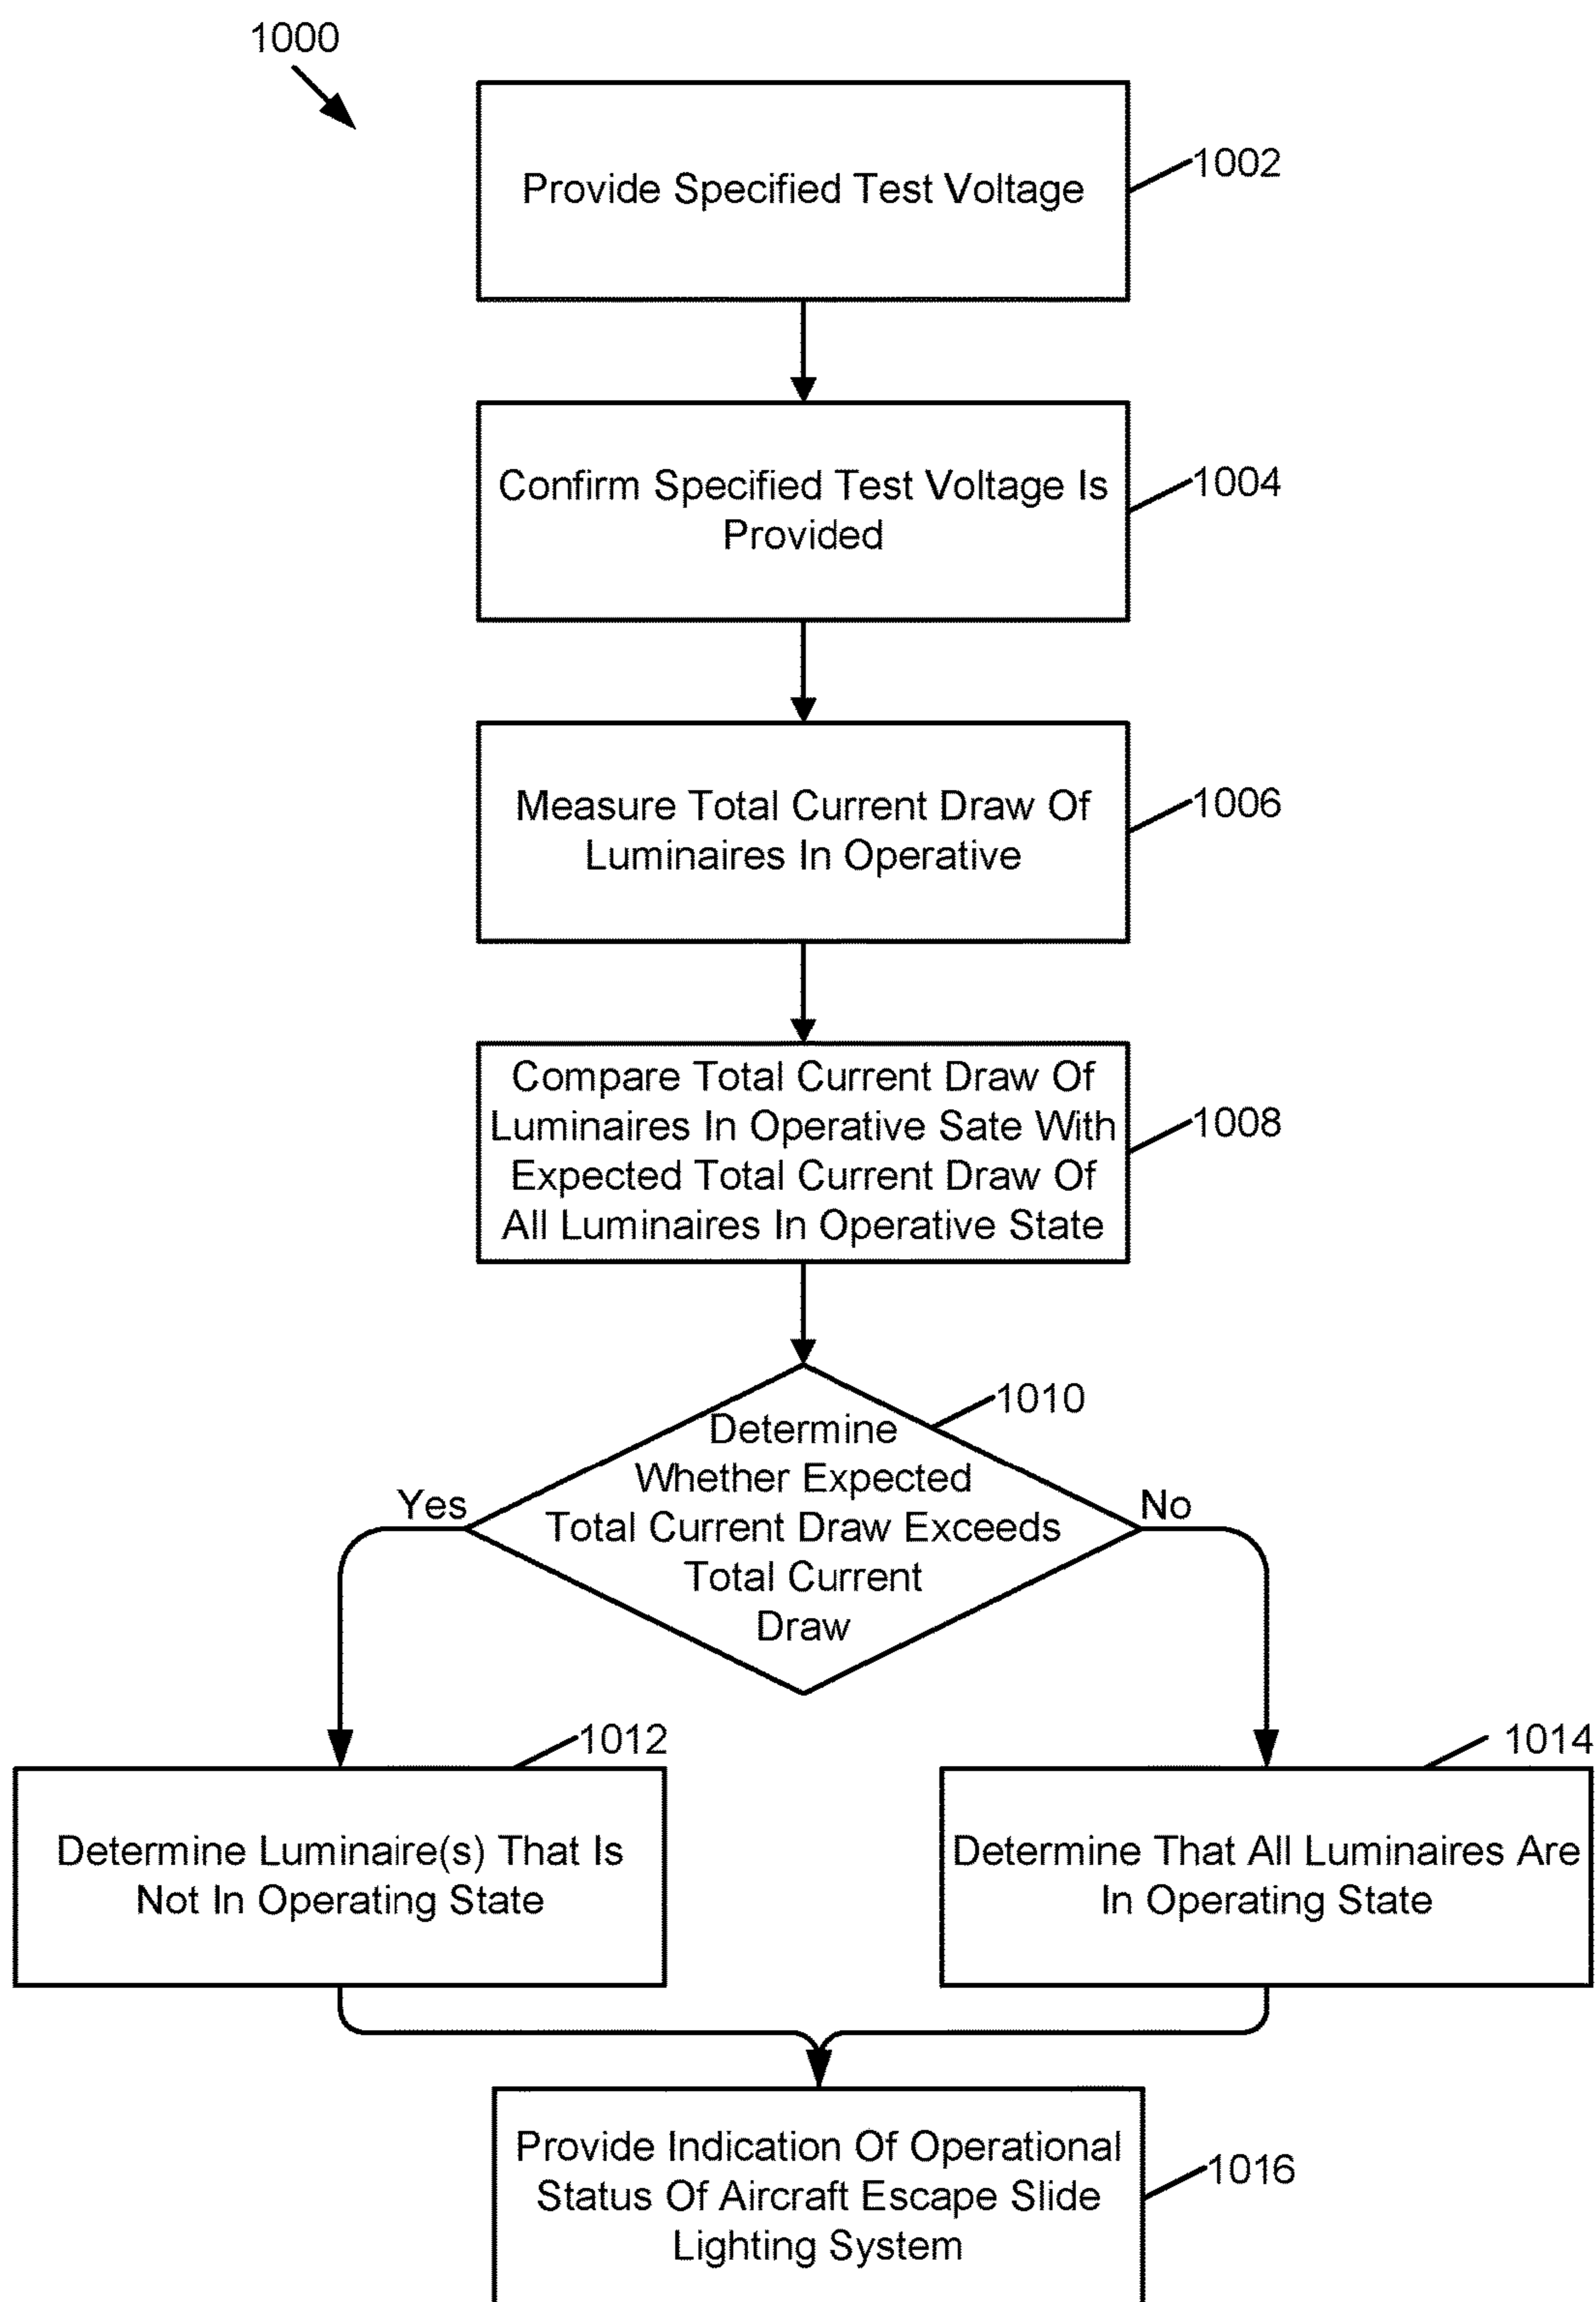 1000
Provide Specified Test Voltage
1002
Confirm Specified Test Voltage Is
Provided
1004
Measure Total Current Draw Of
Luminaires In Operative
1006
Compare Total Current Draw Of
Luminaires In Operative Sate With
Expected Total Current Draw Of
All Luminaires In Operative State
1008
1010
Determine
Whether Expected
Total Current Draw Exceeds
Total Current
Draw
Yes
No
1012
Determine Luminaire(s) That Is
Not In Operating State
1014
Determine That All Luminaires Are
In Operating State
Provide Indication Of Operational
Status Of Aircraft Escape Slide
Lighting System
1016